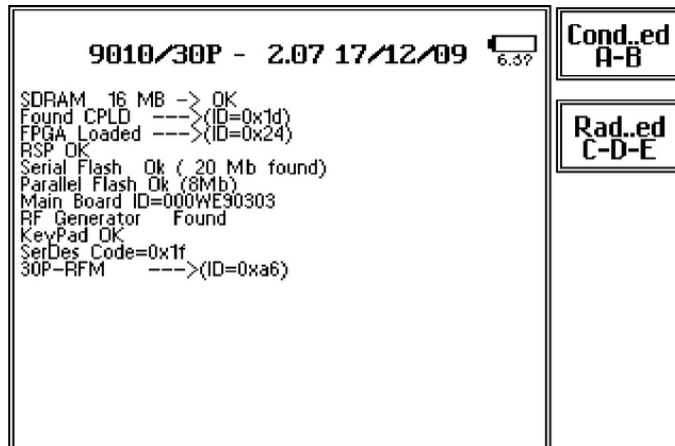 9010/30P - 2.07 17/12/09
6.37
SDRAM 16 MB -> OK
Found CPLD --->(ID=0x1d)
FPGA Loaded --->(ID=0x24)
RSP OK
Serial Flash Ok ( 20 Mb found)
Parallel Flash Ok (8Mb)
Main Board ID=000WE90303
RF Generator Found
KeyPad OK
SerDes Code=0x1f
30P-RFM --->(ID=0xa6)
Cond..ed
A-B
Rad..ed
C-D-E